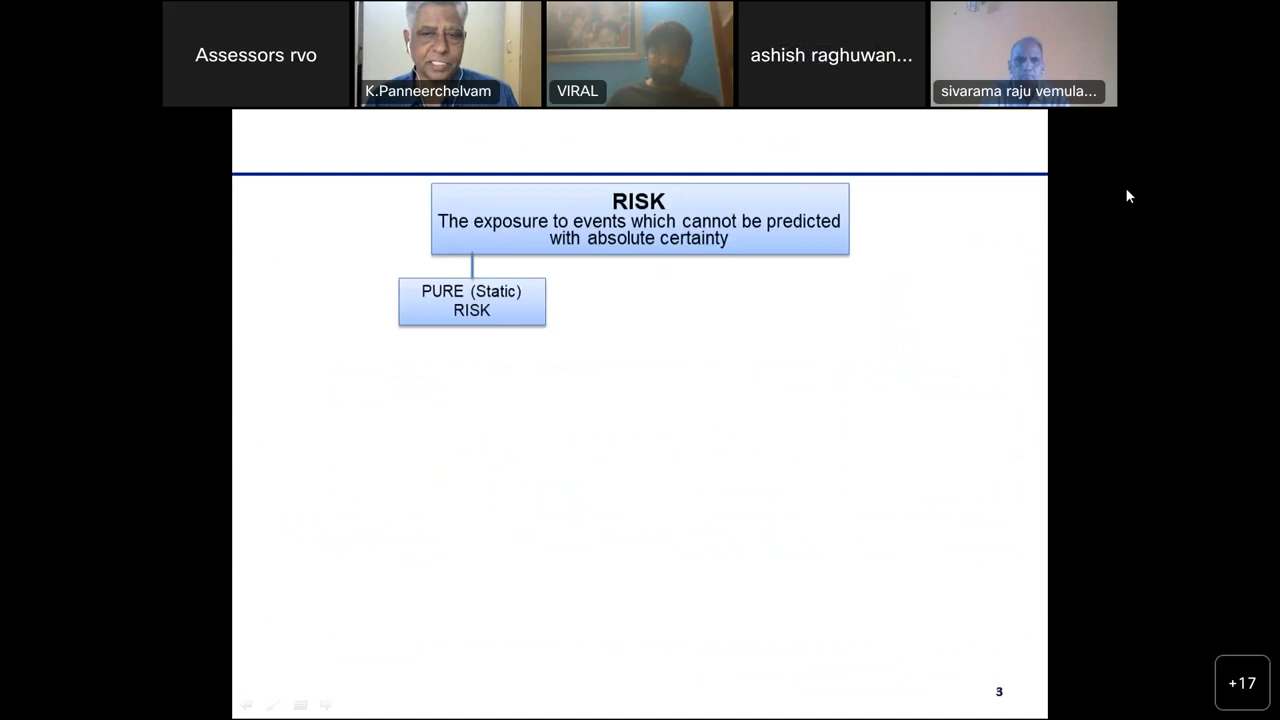 Assessors rvo
K.Panneerchelvam
VIRAL
ashish raghuwan...
sivarama raju vemula...
RISK
The exposure to events which cannot be predicted
with absolute certainty
PURE (Static)
RISK
3
+17